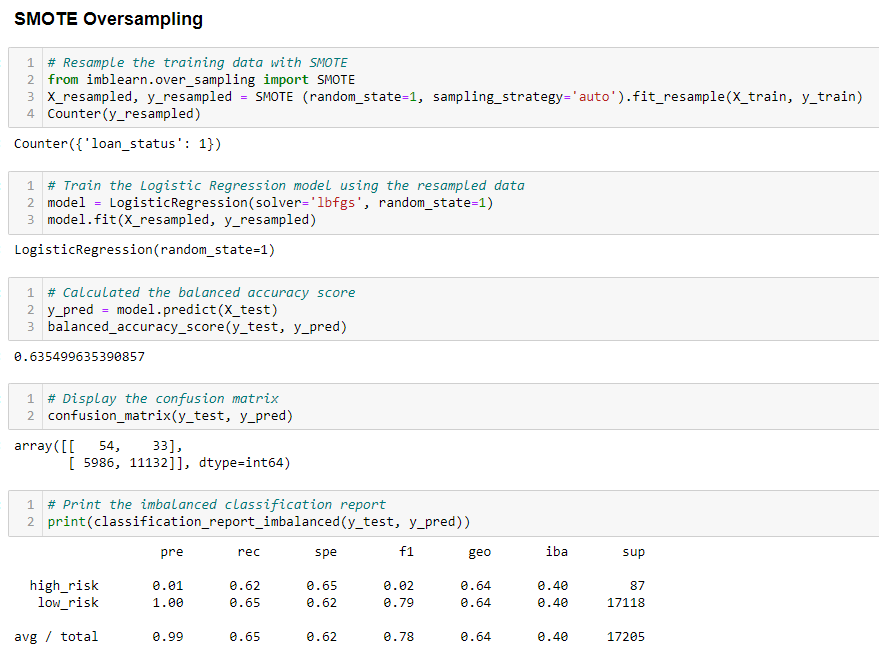 SMOTE Oversampling
1 # Resample the training data with SMOTE
2 from imblearn.over_sampling import SMOTE
3 X_resampled, y_resampled = SMOTE (random_state=1, sampling_strategy='auto').fit_resample(X_train, y_train)
4 Counter(y_resampled)
Counter({'loan_status': 1})
1 # Train the Logistic Regression model using the resampled data
2 model = LogisticRegression(solver='lbfgs', random_state=1)
3 model.fit(X_resampled, y_resampled)
LogisticRegression(random_state=1)
1 # Calculated the balanced accuracy score
2 y_pred = model.predict(X_test)
3 balanced_accuracy_score(y_test, y_pred)
0.635499635390857
1 # Display the confusion matrix
2 confusion_matrix(y_test, y_pred)
array([[   54,    33],
       [ 5986, 11132]], dtype=int64)
1 # Print the imbalanced classification report
2 print(classification_report_imbalanced(y_test, y_pred))
pre rec spe f1 geo iba sup
high_risk 0.01 0.62 0.65 0.02 0.64 0.40 87
low_risk 1.00 0.65 0.62 0.79 0.64 0.40 17118
avg / total 0.99 0.65 0.62 0.78 0.64 0.40 17205